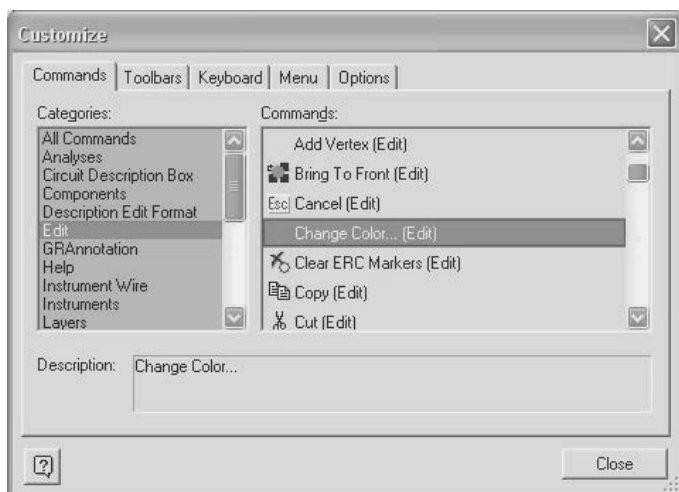 Customize
Commands Toolbars Keyboard Menu Options
Categories:
All Commands
Analyses
Circuit Description Box
Components
Description Edit Format
Edit
GRAnnotation
Help
Instrument Wire
Instruments
Layers
Commands:
Add Vertex (Edit)
Bring To Front (Edit)
Esc Cancel (Edit)
Change Color... (Edit)
Clear ERC Markers (Edit)
Copy (Edit)
Cut (Edit)
Description: Change Color...
Close